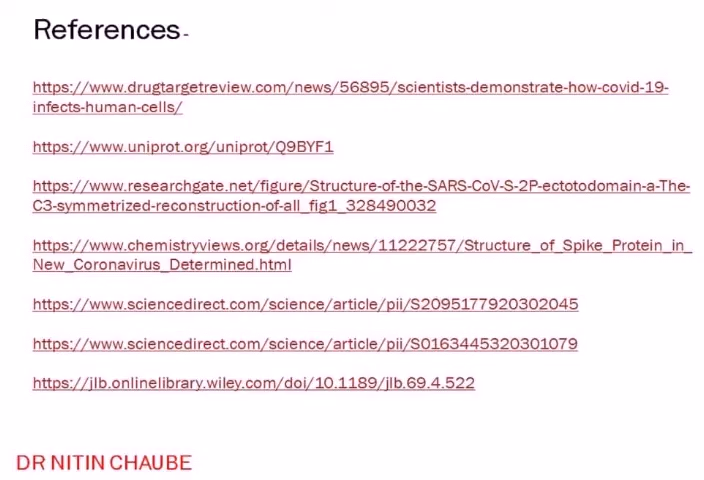 References-
https://www.drugtargetreview.com/news/56895/scientists-demonstrate-how-covid-19-
infects-human-cells/
https://www.uniprot.org/uniprot/Q9BYF1
https://www.researchgate.net/figure/Structure-of-the-SARS-CoV-S-2P-ectotodomain-a-The-
C3-symmetrized-reconstruction-of-all_fig1_328490032
https://www.chemistryviews.org/details/news/11222757/Structure_of_Spike_Protein_in_
New_Coronavirus_Determined.html
https://www.sciencedirect.com/science/article/pii/S2095177920302045
https://www.sciencedirect.com/science/article/pii/S0163445320301079
https://jlb.onlinelibrary.wiley.com/doi/10.1189/jlb.69.4.522
DR NITIN CHAUBE